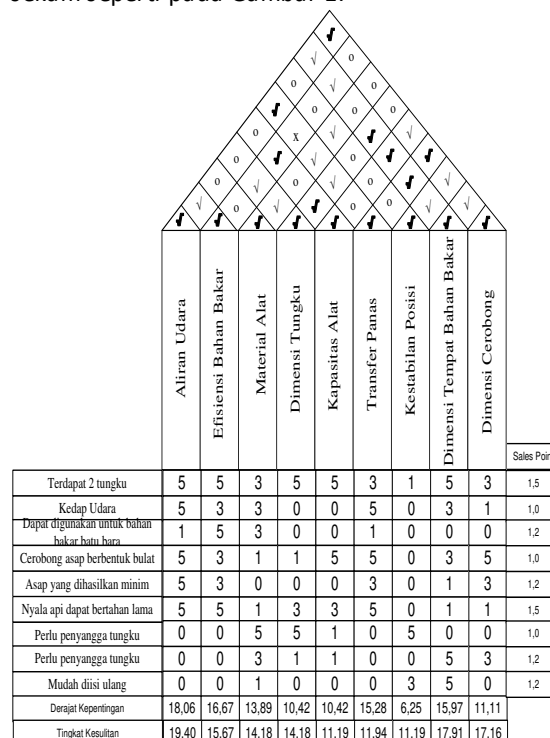 sekam seperti pada Gambar 2.
√
√ o
o √ o
√ o o o
o x √ √ √
o o √ o √ √
o √ o √ o √ √
√ o √ √ o o √ √
√ √ √ √ √ √ √ √ √
Aliran Udara
Efisiensi Bahan Bakar
Material Alat
Dimensi Tungku
Kapasitas Alat
Transfer Panas
Kestabilan Posisi
Dimensi Tempat Bahan Bakar
Dimensi Cerobong
Sales Poin
Terdapat 2 tungku 5 5 3 5 5 3 1 5 3 1,5
Kedap Udara 5 3 3 0 0 5 0 3 1 1,0
Dapat digunakan untuk bahan
bakar batu bara 1 5 3 0 0 1 0 0 0 1,2
Cerobong asap berbentuk bulat 5 3 1 1 5 5 0 3 5 1,0
Asap yang dihasilkan minim 5 3 0 0 0 3 0 1 3 1,2
Nyala api dapat bertahan lama 5 5 1 3 3 5 0 1 1 1,5
Perlu penyangga tungku 0 0 5 5 1 0 5 0 0 1,0
Perlu penyangga tungku 0 0 3 1 1 0 0 5 3 1,2
Mudah diisi ulang 0 0 1 0 0 0 3 5 0 1,2
Derajat Kepentingan 18,06 16,67 13,89 10,42 10,42 15,28 6,25 15,97 11,11
Tingkat Kesulitan 19,40 15,67 14,18 14,18 11,19 11,94 11,19 17,91 17,16